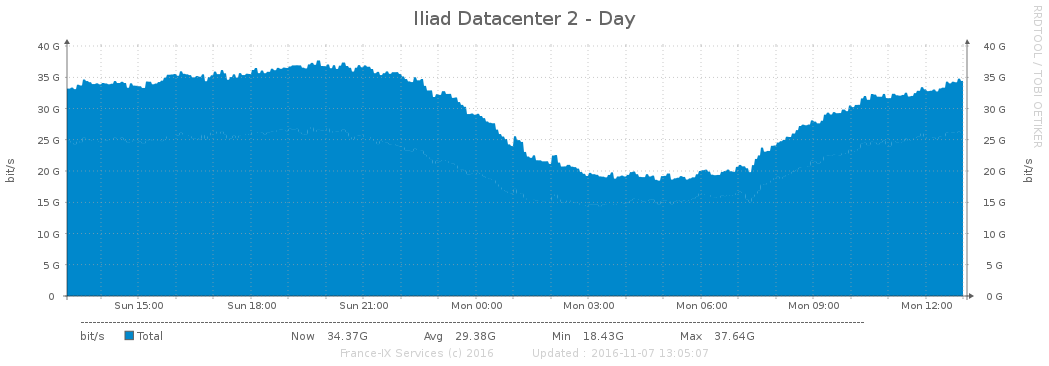 Iliad Datacenter 2 - Day
RRDTOOL / TOBI OETIKER
bit/s
40 G
35 G
30 G
25 G
20 G
15 G
10 G
5 G
0
40 G
35 G
30 G
25 G
20 G
15 G
10 G
5 G
0 G
bit/s
Sun 15:00 Sun 18:00 Sun 21:00 Mon 00:00 Mon 03:00 Mon 06:00 Mon 09:00 Mon 12:00
bit/s Total Now 34.37G Avg 29.38G Min 18.43G Max 37.64G
France-IX Services (c) 2016 Updated : 2016-11-07 13:05:07